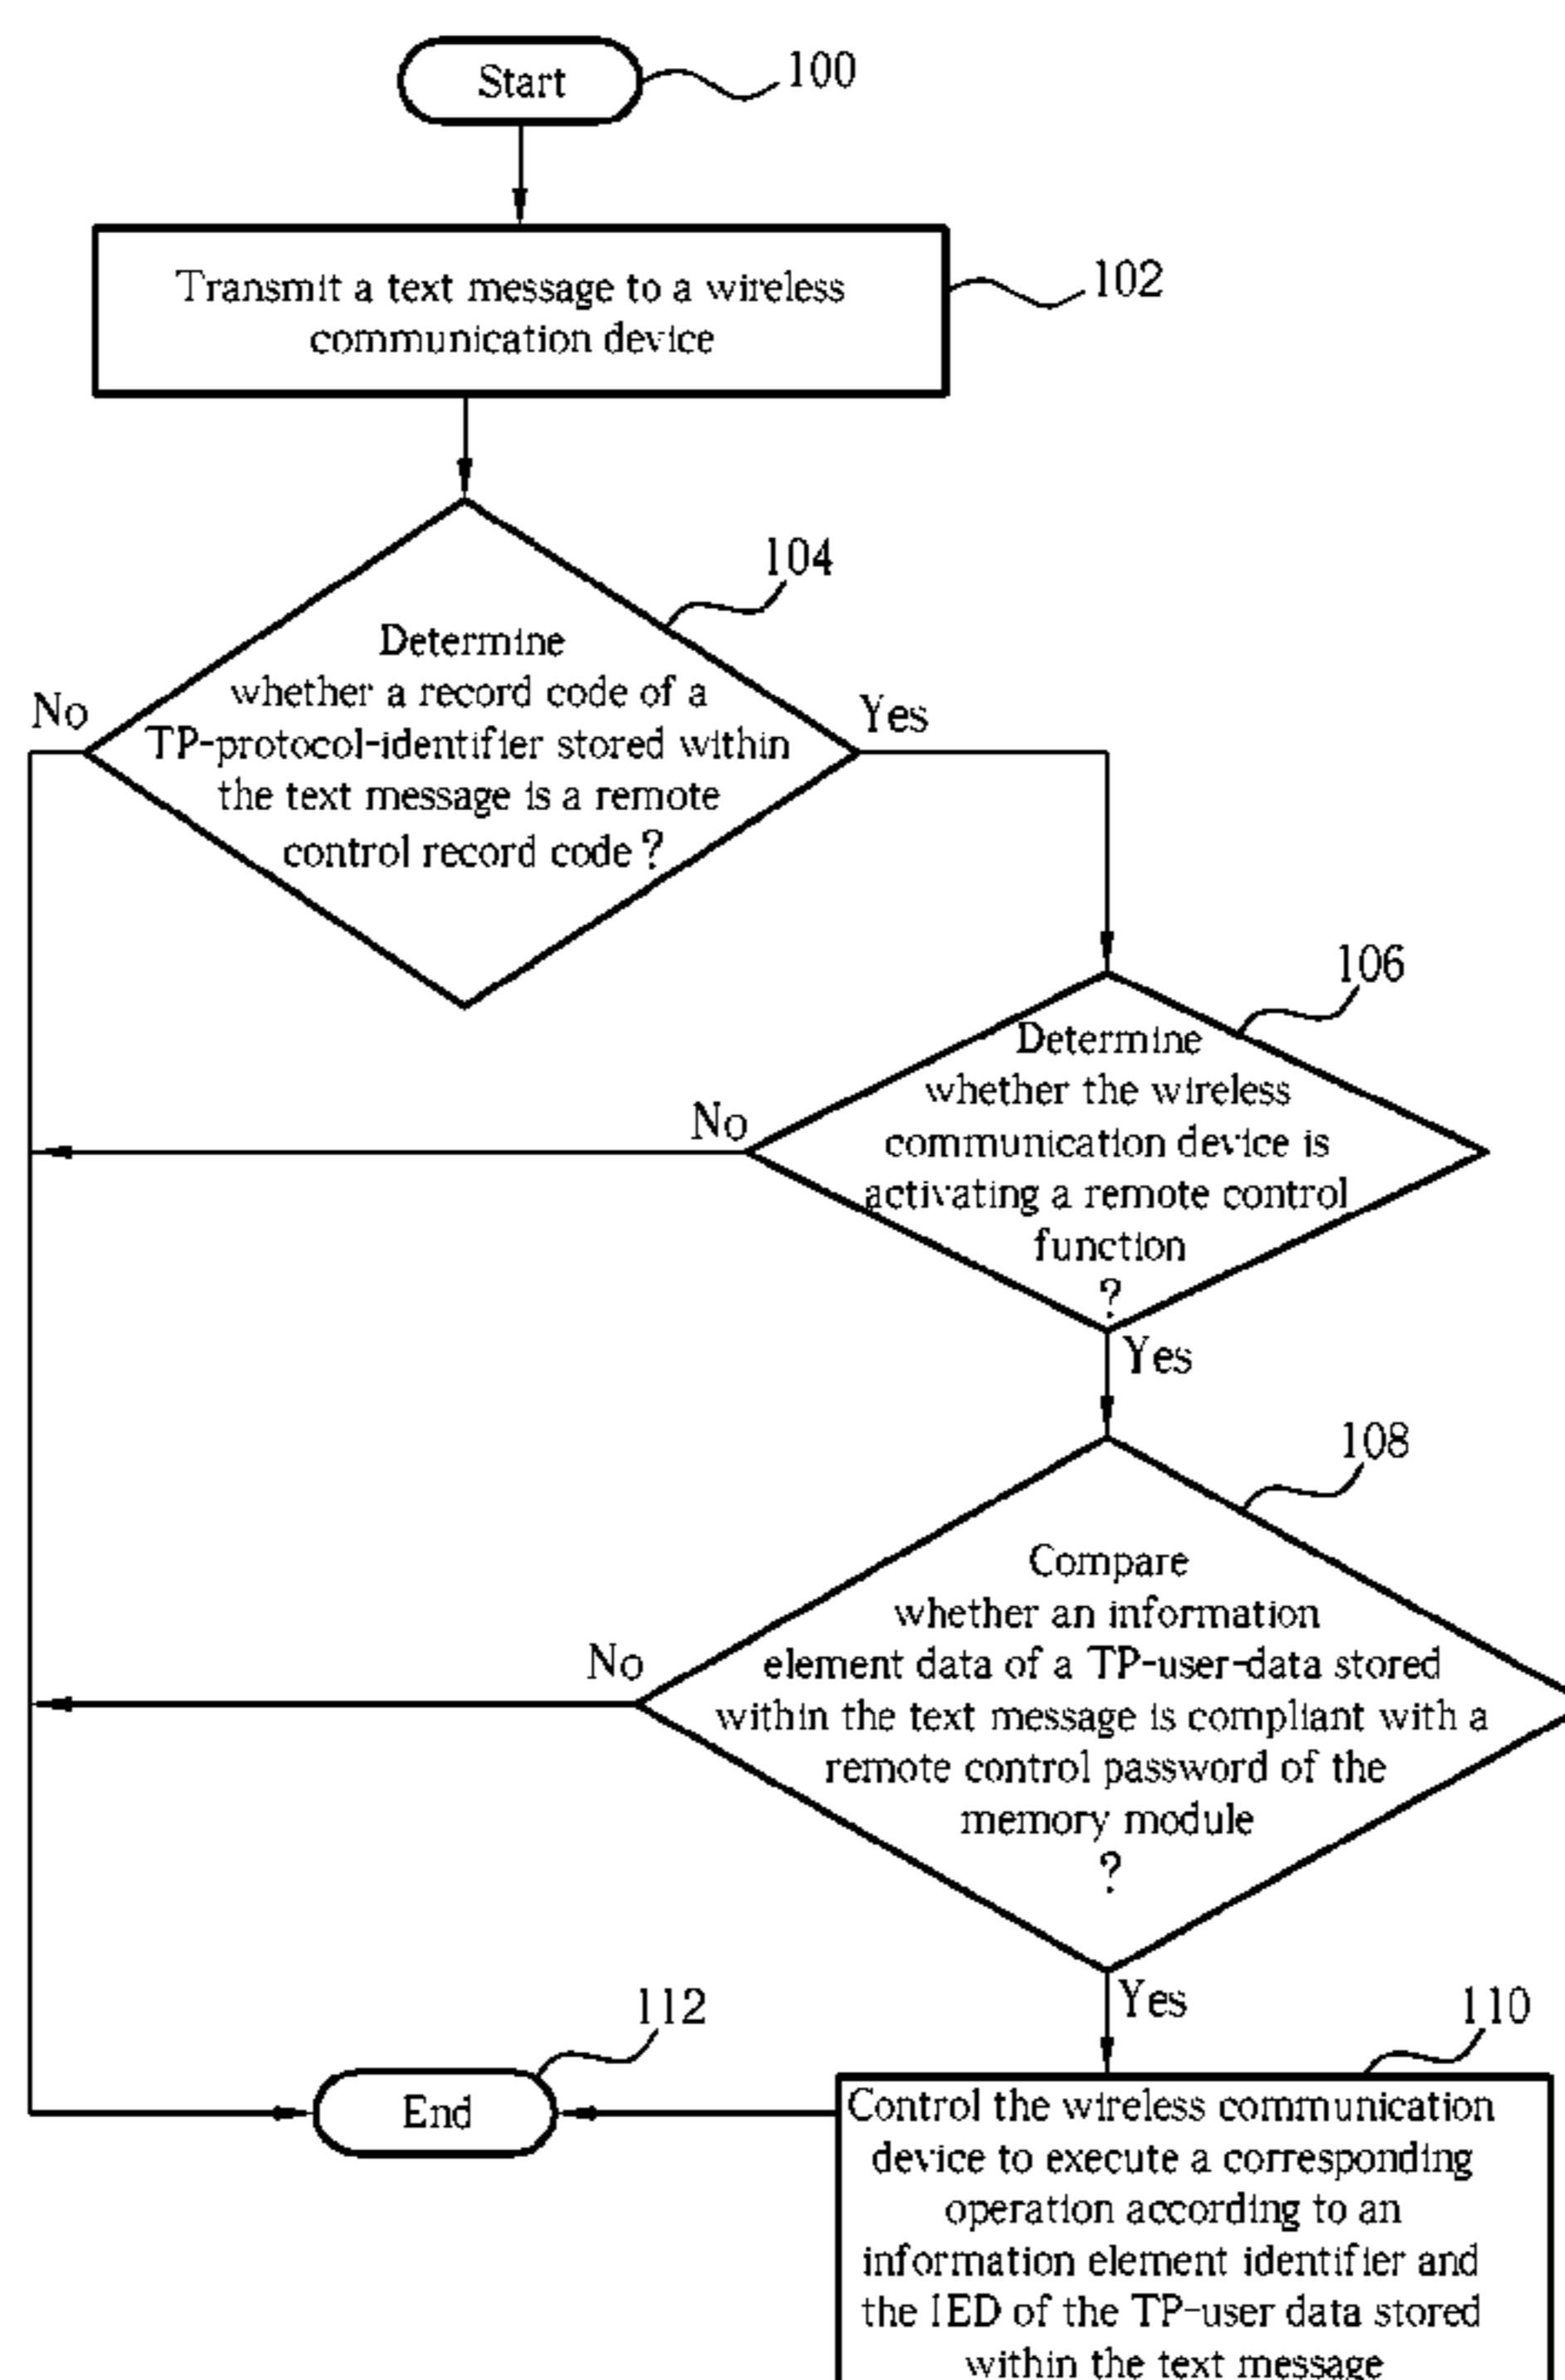 Start
100
Transmit a text message to a wireless
communication device
102
104
Determine
whether a record code of a
TP-protocol-identifier stored within
the text message is a remote
control record code ?
No
Yes
106
Determine
whether the wireless
communication device is
activating a remote control
function
?
No
Yes
108
Compare
whether an information
element data of a TP-user-data stored
within the text message is compliant with a
remote control password of the
memory module
?
No
Yes
112
End
110
Control the wireless communication
device to execute a corresponding
operation according to an
information element identifier and
the IED of the TP-user data stored
within the text message